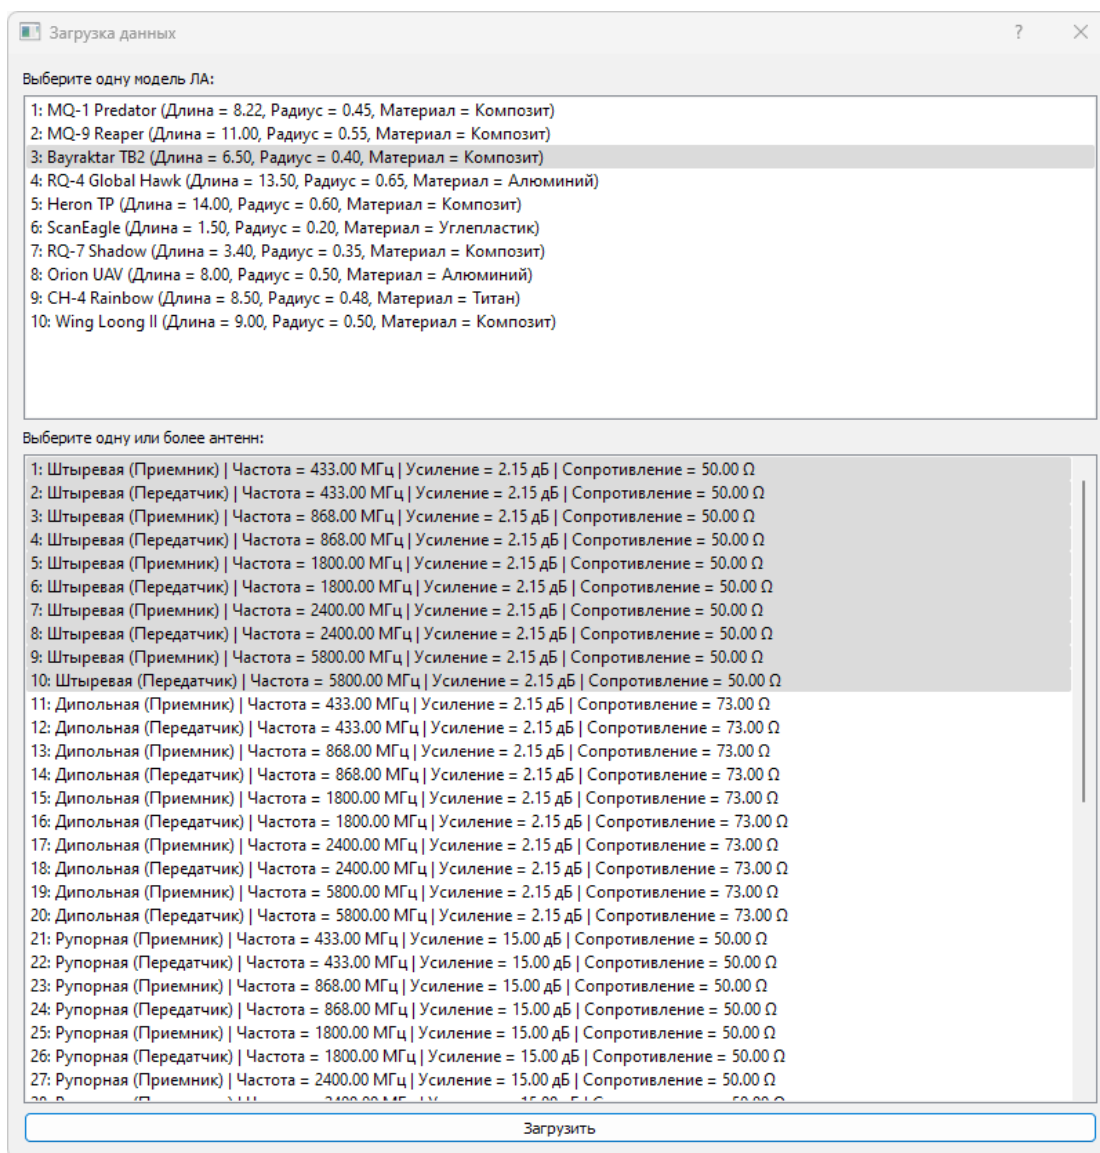 Загрузка данных
?
Выберите одну модель ЛА:
1: MQ-1 Predator (Длина = 8.22, Радиус = 0.45, Материал = Композит)
2: MQ-9 Reaper (Длина = 11.00, Радиус = 0.55, Материал = Композит)
3: Bayraktar TB2 (Длина = 6.50, Радиус = 0.40, Материал = Композит)
4: RQ-4 Global Hawk (Длина = 13.50, Радиус = 0.65, Материал = Алюминий)
5: Heron TP (Длина = 14.00, Радиус = 0.60, Материал = Композит)
6: ScanEagle (Длина = 1.50, Радиус = 0.20, Материал = Углепластик)
7: RQ-7 Shadow (Длина = 3.40, Радиус = 0.35, Материал = Композит)
8: Orion UAV (Длина = 8.00, Радиус = 0.50, Материал = Алюминий)
9: CH-4 Rainbow (Длина = 8.50, Радиус = 0.48, Материал = Титан)
10: Wing Loong II (Длина = 9.00, Радиус = 0.50, Материал = Композит)
Выберите одну или более антенн:
1: Штыревая (Приемник) | Частота = 433.00 МГц | Усиление = 2.15 дБ | Сопротивление = 50.00 Ω
2: Штыревая (Передатчик) | Частота = 433.00 МГц | Усиление = 2.15 дБ | Сопротивление = 50.00 Ω
3: Штыревая (Приемник) | Частота = 868.00 МГц | Усиление = 2.15 дБ | Сопротивление = 50.00 Ω
4: Штыревая (Передатчик) | Частота = 868.00 МГц | Усиление = 2.15 дБ | Сопротивление = 50.00 Ω
5: Штыревая (Приемник) | Частота = 1800.00 МГц | Усиление = 2.15 дБ | Сопротивление = 50.00 Ω
6: Штыревая (Передатчик) | Частота = 1800.00 МГц | Усиление = 2.15 дБ | Сопротивление = 50.00 Ω
7: Штыревая (Приемник) | Частота = 2400.00 МГц | Усиление = 2.15 дБ | Сопротивление = 50.00 Ω
8: Штыревая (Передатчик) | Частота = 2400.00 МГц | Усиление = 2.15 дБ | Сопротивление = 50.00 Ω
9: Штыревая (Приемник) | Частота = 5800.00 МГц | Усиление = 2.15 дБ | Сопротивление = 50.00 Ω
10: Штыревая (Передатчик) | Частота = 5800.00 МГц | Усиление = 2.15 дБ | Сопротивление = 50.00 Ω
11: Дипольная (Приемник) | Частота = 433.00 МГц | Усиление = 2.15 дБ | Сопротивление = 73.00 Ω
12: Дипольная (Передатчик) | Частота = 433.00 МГц | Усиление = 2.15 дБ | Сопротивление = 73.00 Ω
13: Дипольная (Приемник) | Частота = 868.00 МГц | Усиление = 2.15 дБ | Сопротивление = 73.00 Ω
14: Дипольная (Передатчик) | Частота = 868.00 МГц | Усиление = 2.15 дБ | Сопротивление = 73.00 Ω
15: Дипольная (Приемник) | Частота = 1800.00 МГц | Усиление = 2.15 дБ | Сопротивление = 73.00 Ω
16: Дипольная (Передатчик) | Частота = 1800.00 МГц | Усиление = 2.15 дБ | Сопротивление = 73.00 Ω
17: Дипольная (Приемник) | Частота = 2400.00 МГц | Усиление = 2.15 дБ | Сопротивление = 73.00 Ω
18: Дипольная (Передатчик) | Частота = 2400.00 МГц | Усиление = 2.15 дБ | Сопротивление = 73.00 Ω
19: Дипольная (Приемник) | Частота = 5800.00 МГц | Усиление = 2.15 дБ | Сопротивление = 73.00 Ω
20: Дипольная (Передатчик) | Частота = 5800.00 МГц | Усиление = 2.15 дБ | Сопротивление = 73.00 Ω
21: Рупорная (Приемник) | Частота = 433.00 МГц | Усиление = 15.00 дБ | Сопротивление = 50.00 Ω
22: Рупорная (Передатчик) | Частота = 433.00 МГц | Усиление = 15.00 дБ | Сопротивление = 50.00 Ω
23: Рупорная (Приемник) | Частота = 868.00 МГц | Усиление = 15.00 дБ | Сопротивление = 50.00 Ω
24: Рупорная (Передатчик) | Частота = 868.00 МГц | Усиление = 15.00 дБ | Сопротивление = 50.00 Ω
25: Рупорная (Приемник) | Частота = 1800.00 МГц | Усиление = 15.00 дБ | Сопротивление = 50.00 Ω
26: Рупорная (Передатчик) | Частота = 1800.00 МГц | Усиление = 15.00 дБ | Сопротивление = 50.00 Ω
27: Рупорная (Приемник) | Частота = 2400.00 МГц | Усиление = 15.00 дБ | Сопротивление = 50.00 Ω
Загрузить